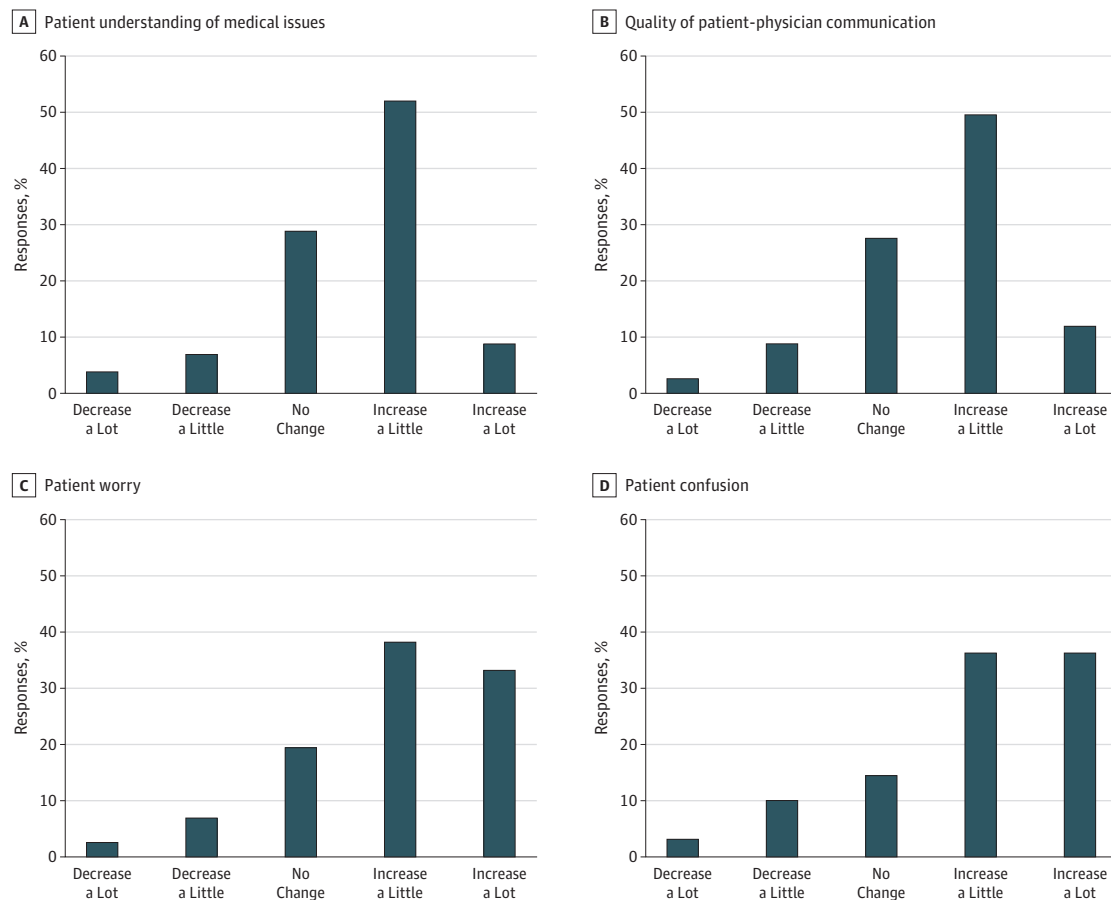 A Patient understanding of medical issues
60
50
40
30
20
10
0
Responses, %
Decrease a Lot
Decrease a Little
No Change
Increase a Little
Increase a Lot
B Quality of patient-physician communication
60
50
40
30
20
10
0
Responses, %
Decrease a Lot
Decrease a Little
No Change
Increase a Little
Increase a Lot
C Patient worry
60
50
40
30
20
10
0
Responses, %
Decrease a Lot
Decrease a Little
No Change
Increase a Little
Increase a Lot
D Patient confusion
60
50
40
30
20
10
0
Responses, %
Decrease a Lot
Decrease a Little
No Change
Increase a Little
Increase a Lot